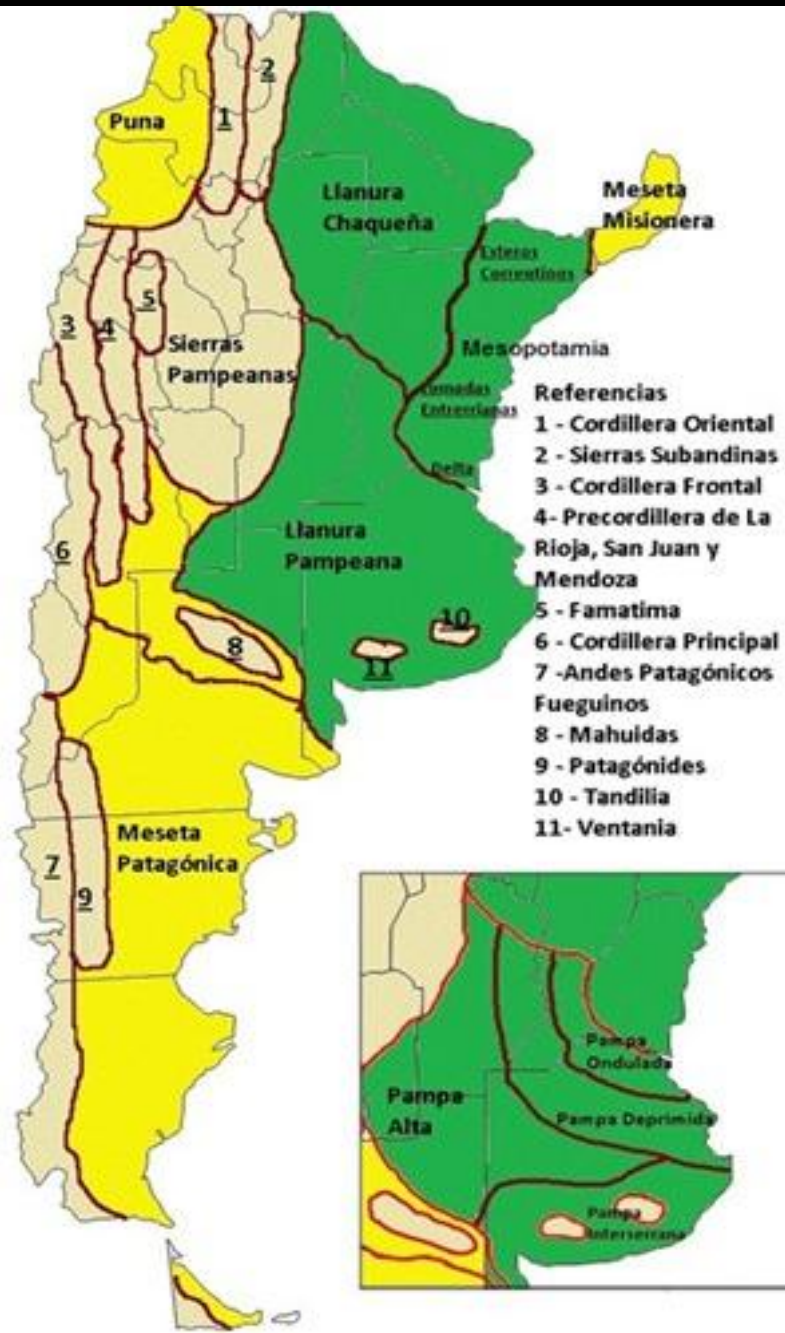 1
2
Puna
Llanura
Chaqueña
Meseta
Misionera
Esteros
Correntinos
3
4
5
Sierras
Pampeanas
Mesopotamia
Lomadas
Entrerrianas
Delta
6
Llanura
Pampeana
8
10
11
Meseta
Patagónica
7
9
Referencias
1 - Cordillera Oriental
2 - Sierras Subandinas
3 - Cordillera Frontal
4- Precordillera de La
Rioja, San Juan y
Mendoza
5 - Famatima
6 - Cordillera Principal
7 -Andes Patagónicos
Fueguinos
8 - Mahuidas
9 - Patagónides
10 - Tandilia
11- Ventania
Pampa
Ondulada
Pampa
Alta
Pampa Deprimida
Pampa
Interserrana